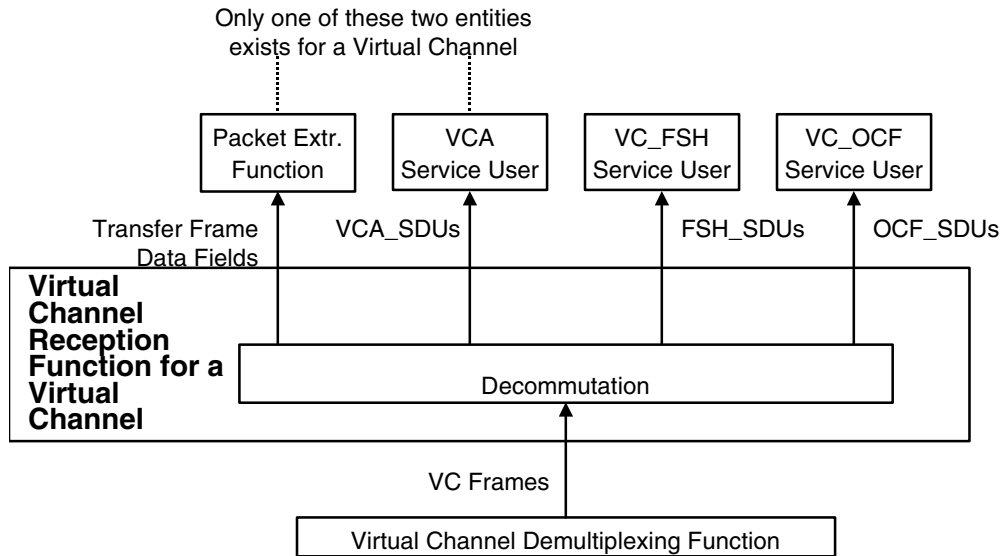 Only one of these two entities
exists for a Virtual Channel
Packet Extr.
Function
VCA
Service User
VC_FSH
Service User
VC_OCF
Service User
Transfer Frame
Data Fields
VCA_SDUs
FSH_SDUs
OCF_SDUs
Virtual
Channel
Reception
Function for a
Virtual
Channel
Decommutation
VC Frames
Virtual Channel Demultiplexing Function